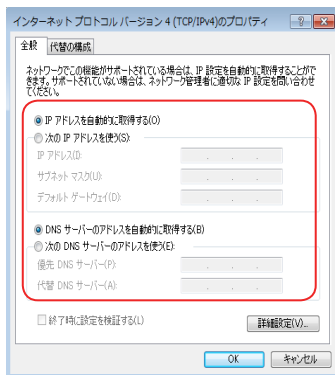 インターネット プロトコル バージョン 4 (TCP/IPv4)のプロパティ
全般
代替の構成
ネットワークでこの機能がサポートされている場合は、IP 設定を自動的に取得することがで
きます。サポートされていない場合は、ネットワーク管理者に適切な IP 設定を問い合わせ
てください。
IP アドレスを自動的に取得する(O)
次の IP アドレスを使う(S):
IP アドレス(I):
サブネット マスク(U):
デフォルト ゲートウェイ(D):
DNS サーバーのアドレスを自動的に取得する(B)
次の DNS サーバーのアドレスを使う(E):
優先 DNS サーバー(P):
代替 DNS サーバー(A):
終了時に設定を検証する(L)
詳細設定(V)...
OK
キャンセル